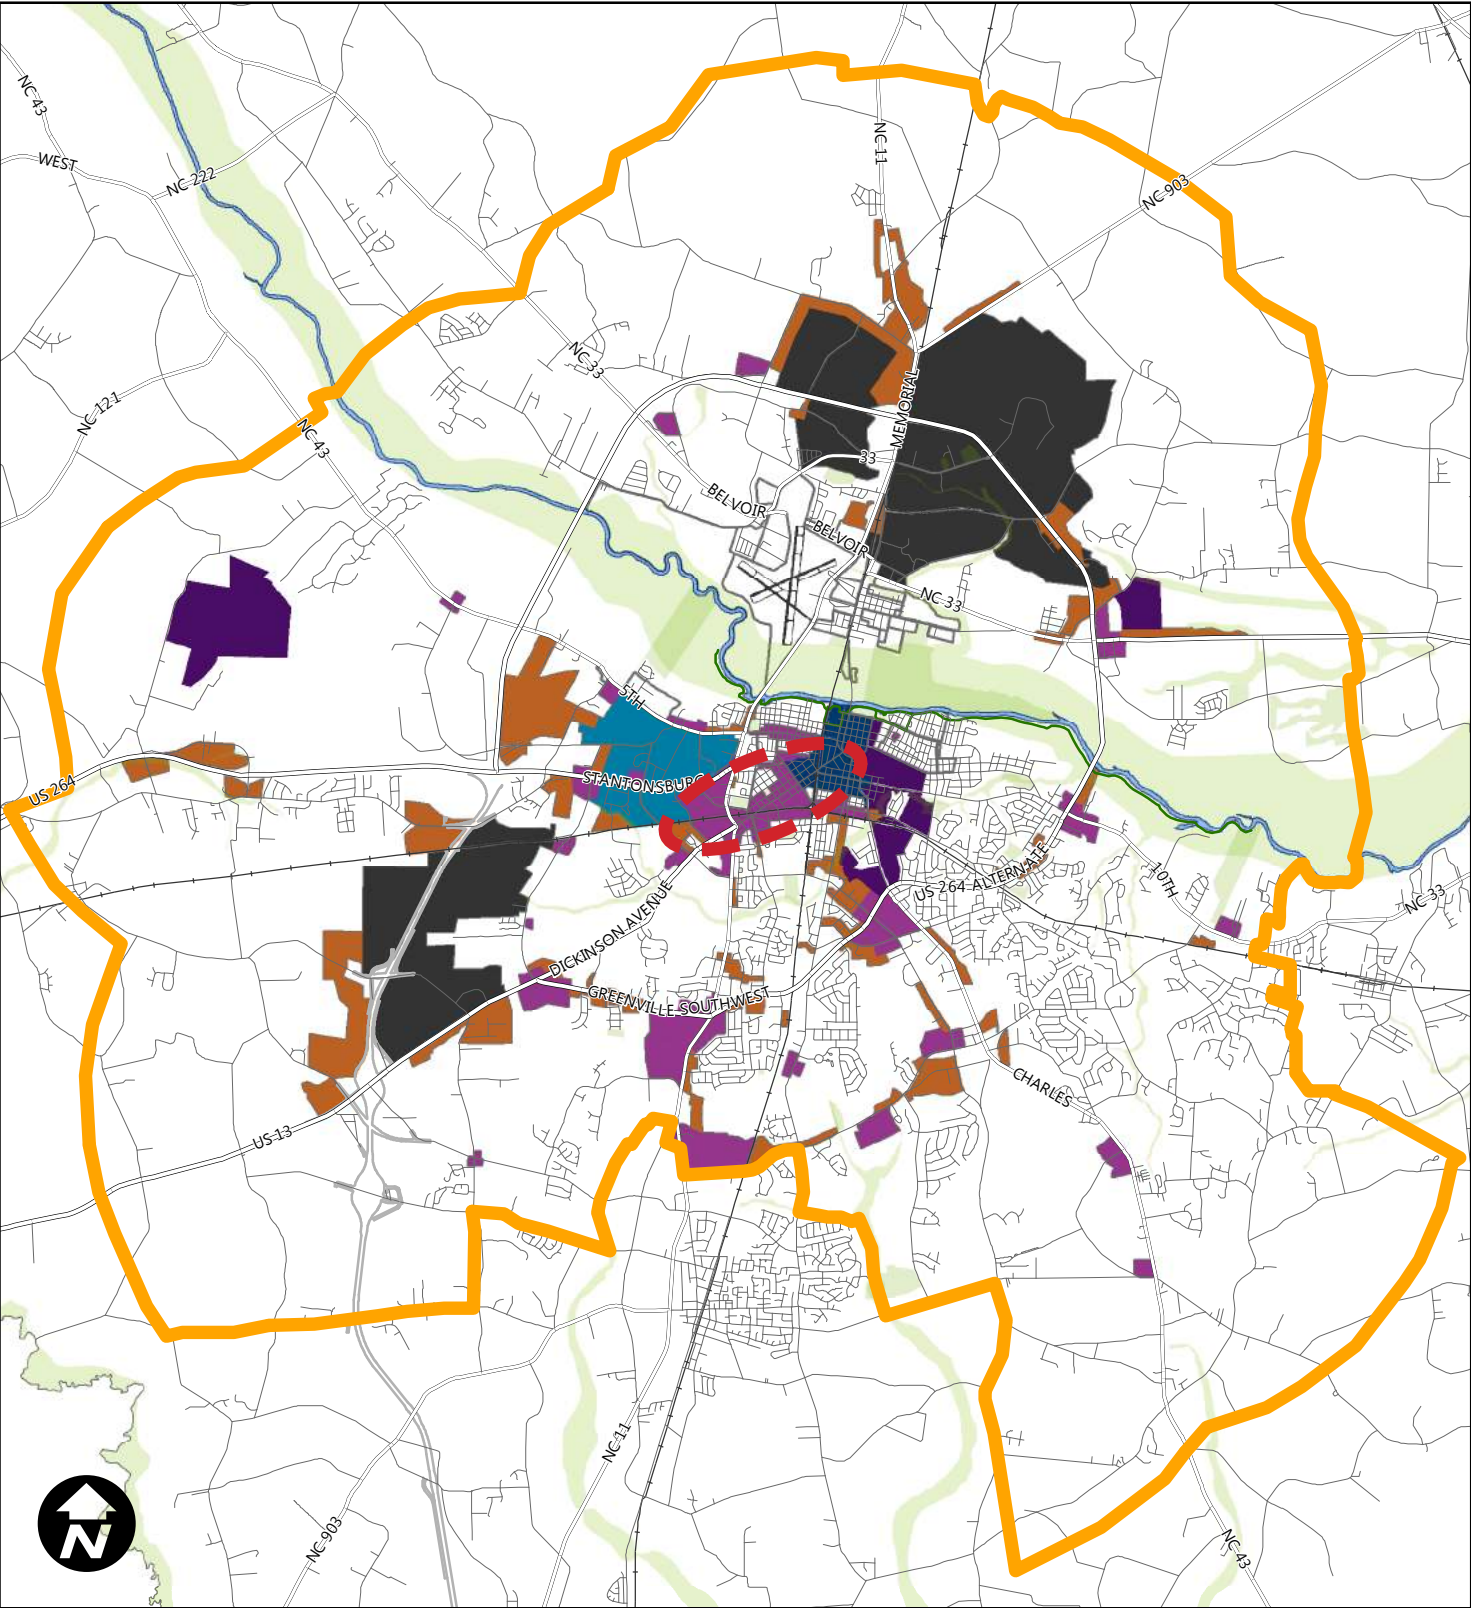 NC 43
WEST
NC 222
NC 11
NC 903
NC 33
NC 121
NC 43
MEMORIAL
33
BELVOIR
BELVOIR
NC 33
5TH
STANTONSBURG
US 264
US 264 ALTERNATE
10TH
NC 33
DICKINSON AVENUE
GREENVILLE SOUTHWEST
CHARLES
US 13
NC 11
NC 903
NC 43
N